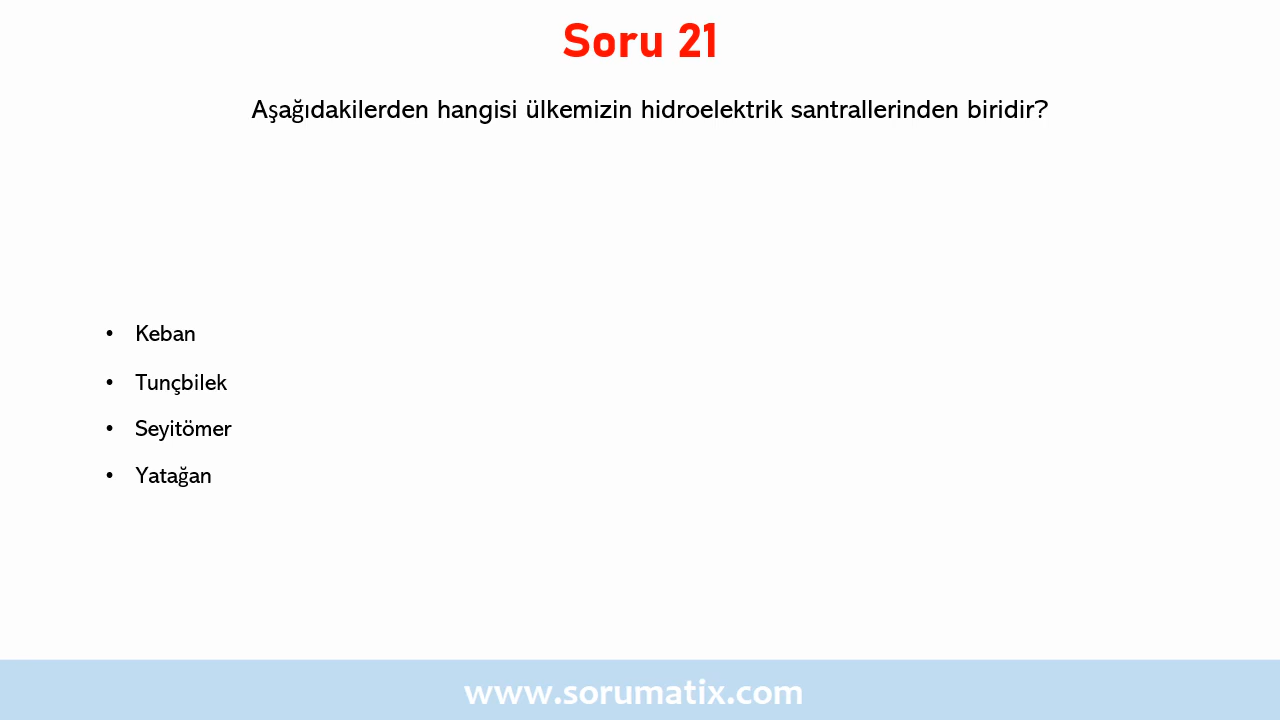 Soru 21
Aşağıdakilerden hangisi ülkemizin hidroelektrik santrallerinden biridir?
• Keban
• Tunçbilek
• Seyitömer
• Yatağan
www.sorumatix.com